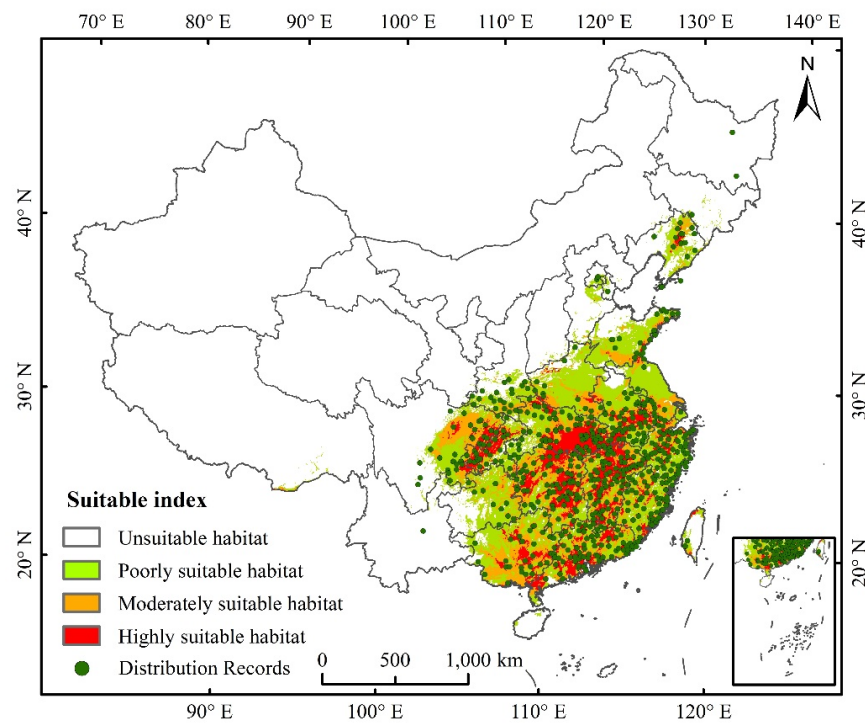 70° E 80° E 90° E 100° E 110° E 120° E 130° E 140° E
N
40° N 40° N
30° N 30° N
20° N 20° N
Suitable index
Unsuitable habitat
Poorly suitable habitat
Moderately suitable habitat
Highly suitable habitat
Distribution Records
0 500 1,000 km
90° E 100° E 110° E 120° E